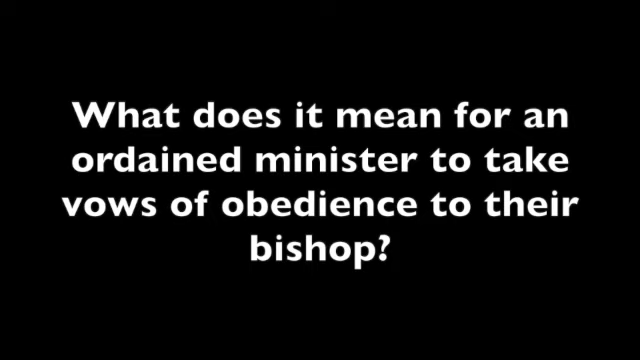 What does it mean for an
ordained minister to take
vows of obedience to their
bishop?